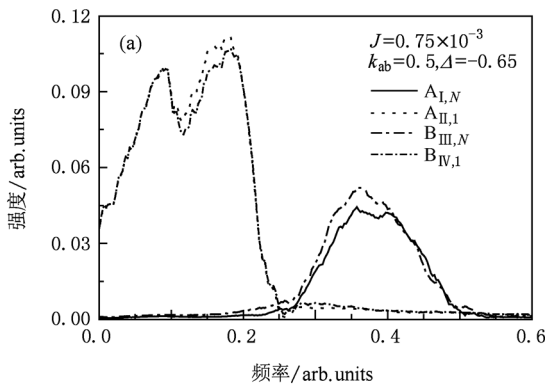 0.12
0.09
0.06
0.03
0.00
强度/arb.units
(a)
J=0.75×10⁻³
k_ab=0.5,Δ=−0.65
A_I,N
A_II,1
B_III,N
B_IV,1
0.0 0.2 0.4 0.6
频率/arb.units